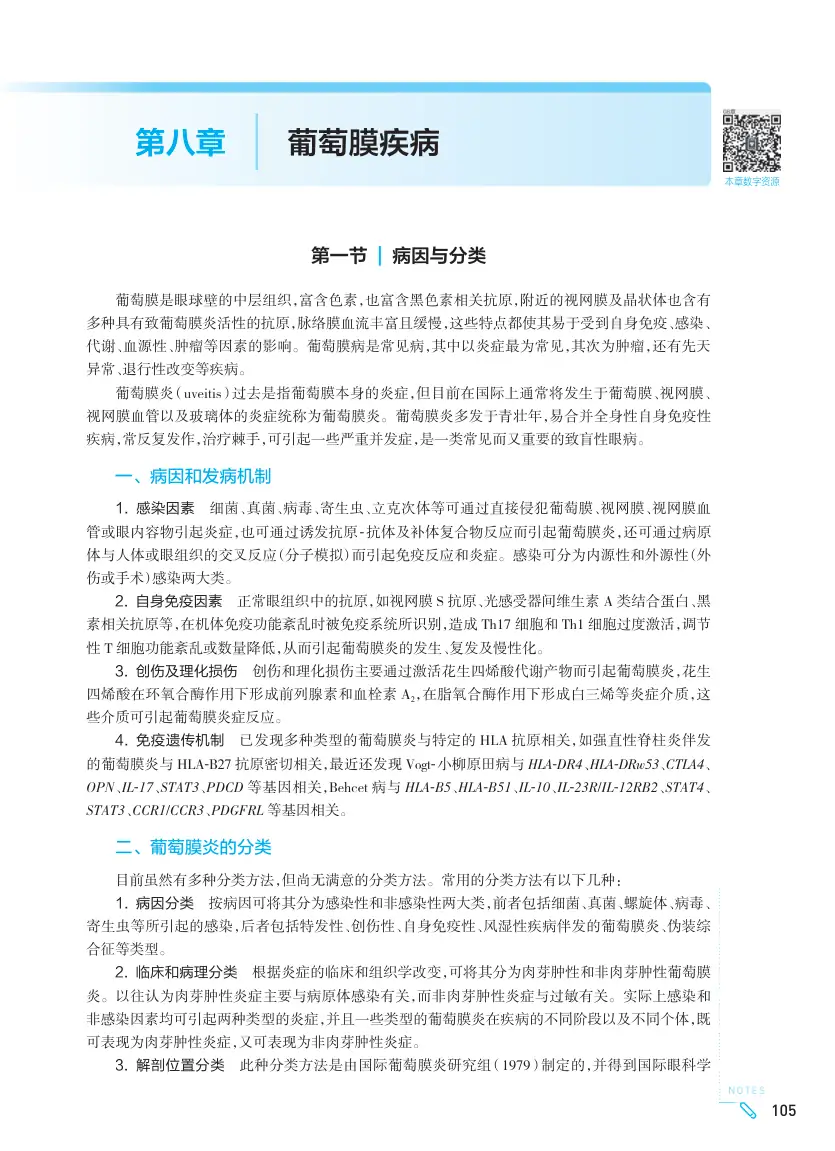 第八章 葡萄膜疾病
本章数字资源
第一节 | 病因与分类
葡萄膜是眼球壁的中层组织，富含色素，也富含黑色素相关抗原，附近的视网膜及晶状体也含有
多种具有致葡萄膜炎活性的抗原，脉络膜血流丰富且缓慢，这些特点都使其易于受到自身免疫、感染、
代谢、血源性、肿瘤等因素的影响。葡萄膜病是常见病，其中以炎症最为常见，其次为肿瘤，还有先天
异常、退行性改变等疾病。
葡萄膜炎（uveitis）过去是指葡萄膜本身的炎症，但目前在国际上通常将发生于葡萄膜、视网膜、
视网膜血管以及玻璃体的炎症统称为葡萄膜炎。葡萄膜炎多发于青壮年，易合并全身性自身免疫性
疾病，常反复发作，治疗棘手，可引起一些严重并发症，是一类常见而又重要的致盲性眼病。
一、病因和发病机制
1. 感染因素 细菌、真菌、病毒、寄生虫、立克次体等可通过直接侵犯葡萄膜、视网膜、视网膜血
管或眼内容物引起炎症，也可通过诱发抗原-抗体及补体复合物反应而引起葡萄膜炎，还可通过病原
体与人体或眼组织的交叉反应（分子模拟）而引起免疫反应和炎症。感染可分为内源性和外源性（外
伤或手术）感染两大类。
2. 自身免疫因素 正常眼组织中的抗原，如视网膜 S 抗原、光感受器间维生素 A 类结合蛋白、黑
素相关抗原等，在机体免疫功能紊乱时被免疫系统所识别，造成 Th17 细胞和 Th1 细胞过度激活，调节
性 T 细胞功能紊乱或数量降低，从而引起葡萄膜炎的发生、复发及慢性化。
3. 创伤及理化损伤 创伤和理化损伤主要通过激活花生四烯酸代谢产物而引起葡萄膜炎，花生
四烯酸在环氧合酶作用下形成前列腺素和血栓素 A₂，在脂氧合酶作用下形成白三烯等炎症介质，这
些介质可引起葡萄膜炎症反应。
4. 免疫遗传机制 已发现多种类型的葡萄膜炎与特定的 HLA 抗原相关，如强直性脊柱炎伴发
的葡萄膜炎与 HLA-B27 抗原密切相关，最近还发现 Vogt-小柳原田病与 HLA-DR4、HLA-DRw53、CTLA4、
OPN、IL-17、STAT3、PDCD 等基因相关，Behcet 病与 HLA-B5、HLA-B51、IL-10、IL-23R/IL-12RB2、STAT4、
STAT3、CCR1/CCR3、PDGFRL 等基因相关。
二、葡萄膜炎的分类
目前虽然有多种分类方法，但尚无满意的分类方法。常用的分类方法有以下几种：
1. 病因分类 按病因可将其分为感染性和非感染性两大类，前者包括细菌、真菌、螺旋体、病毒、
寄生虫等所引起的感染，后者包括特发性、创伤性、自身免疫性、风湿性疾病伴发的葡萄膜炎、伪装综
合征等类型。
2. 临床和病理分类 根据炎症的临床和组织学改变，可将其分为肉芽肿性和非肉芽肿性葡萄膜
炎。以往认为肉芽肿性炎症主要与病原体感染有关，而非肉芽肿性炎症与过敏有关。实际上感染和
非感染因素均可引起两种类型的炎症，并且一些类型的葡萄膜炎在疾病的不同阶段以及不同个体，既
可表现为肉芽肿性炎症，又可表现为非肉芽肿性炎症。
3. 解剖位置分类 此种分类方法是由国际葡萄膜炎研究组（1979）制定的，并得到国际眼科学
NOTES
105